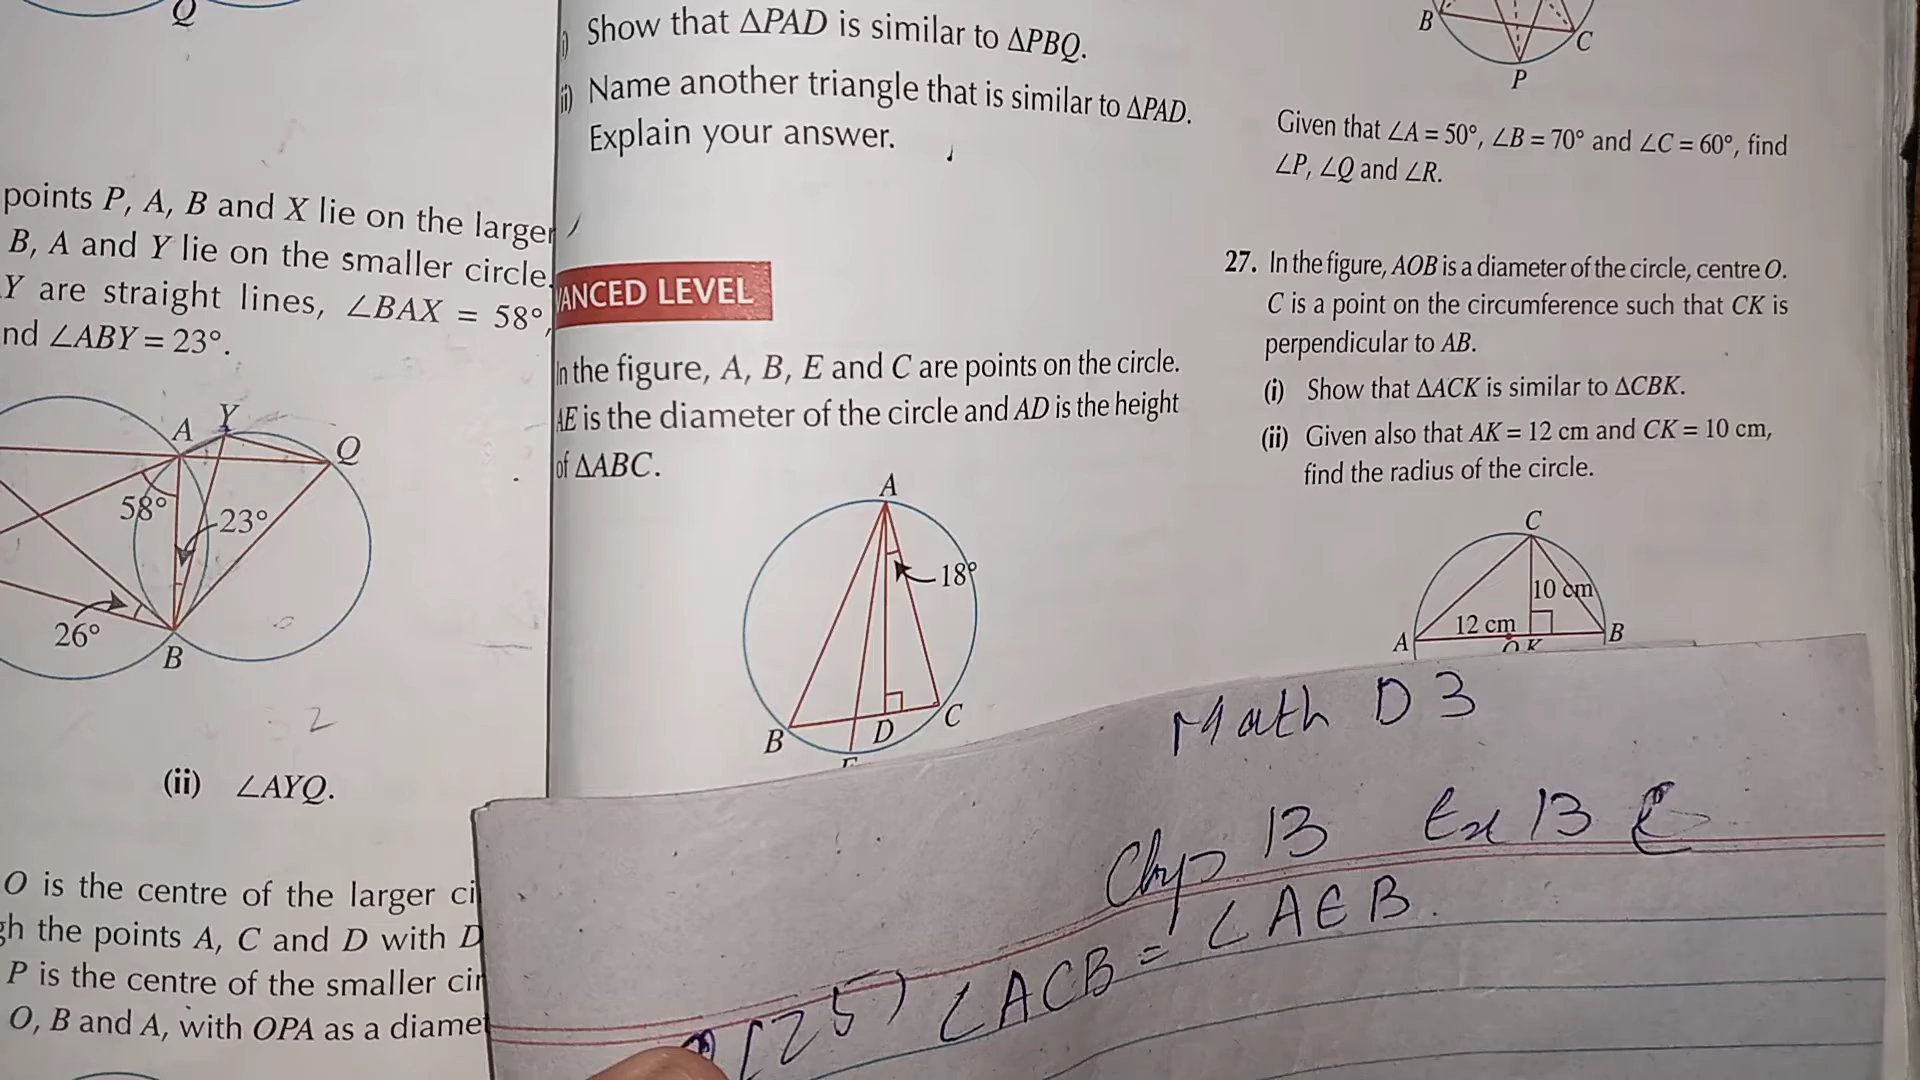 Q
points P, A, B and X lie on the larger
B, A and Y lie on the smaller circle.
Y are straight lines, ∠BAX = 58°,
nd ∠ABY = 23°.
A
Y
Q
58°
23°
26°
B
(ii) ∠AYQ.
O is the centre of the larger ci
gh the points A, C and D with D
P is the centre of the smaller cir
O, B and A, with OPA as a diamet
Show that ΔPAD is similar to ΔPBQ.
ii) Name another triangle that is similar to ΔPAD.
Explain your answer.
ANCED LEVEL
In the figure, A, B, E and C are points on the circle.
AE is the diameter of the circle and AD is the height
of ΔABC.
A
18°
B
D
C
B
C
P
Given that ∠A = 50°, ∠B = 70° and ∠C = 60°, find
∠P, ∠Q and ∠R.
27. In the figure, AOB is a diameter of the circle, centre O.
C is a point on the circumference such that CK is
perpendicular to AB.
(i) Show that ΔACK is similar to ΔCBK.
(ii) Given also that AK = 12 cm and CK = 10 cm,
find the radius of the circle.
C
10 cm
12 cm
A
O K
B
Math D3
Chp 13 Ex 13 C
25) ∠ACB = ∠AEB.